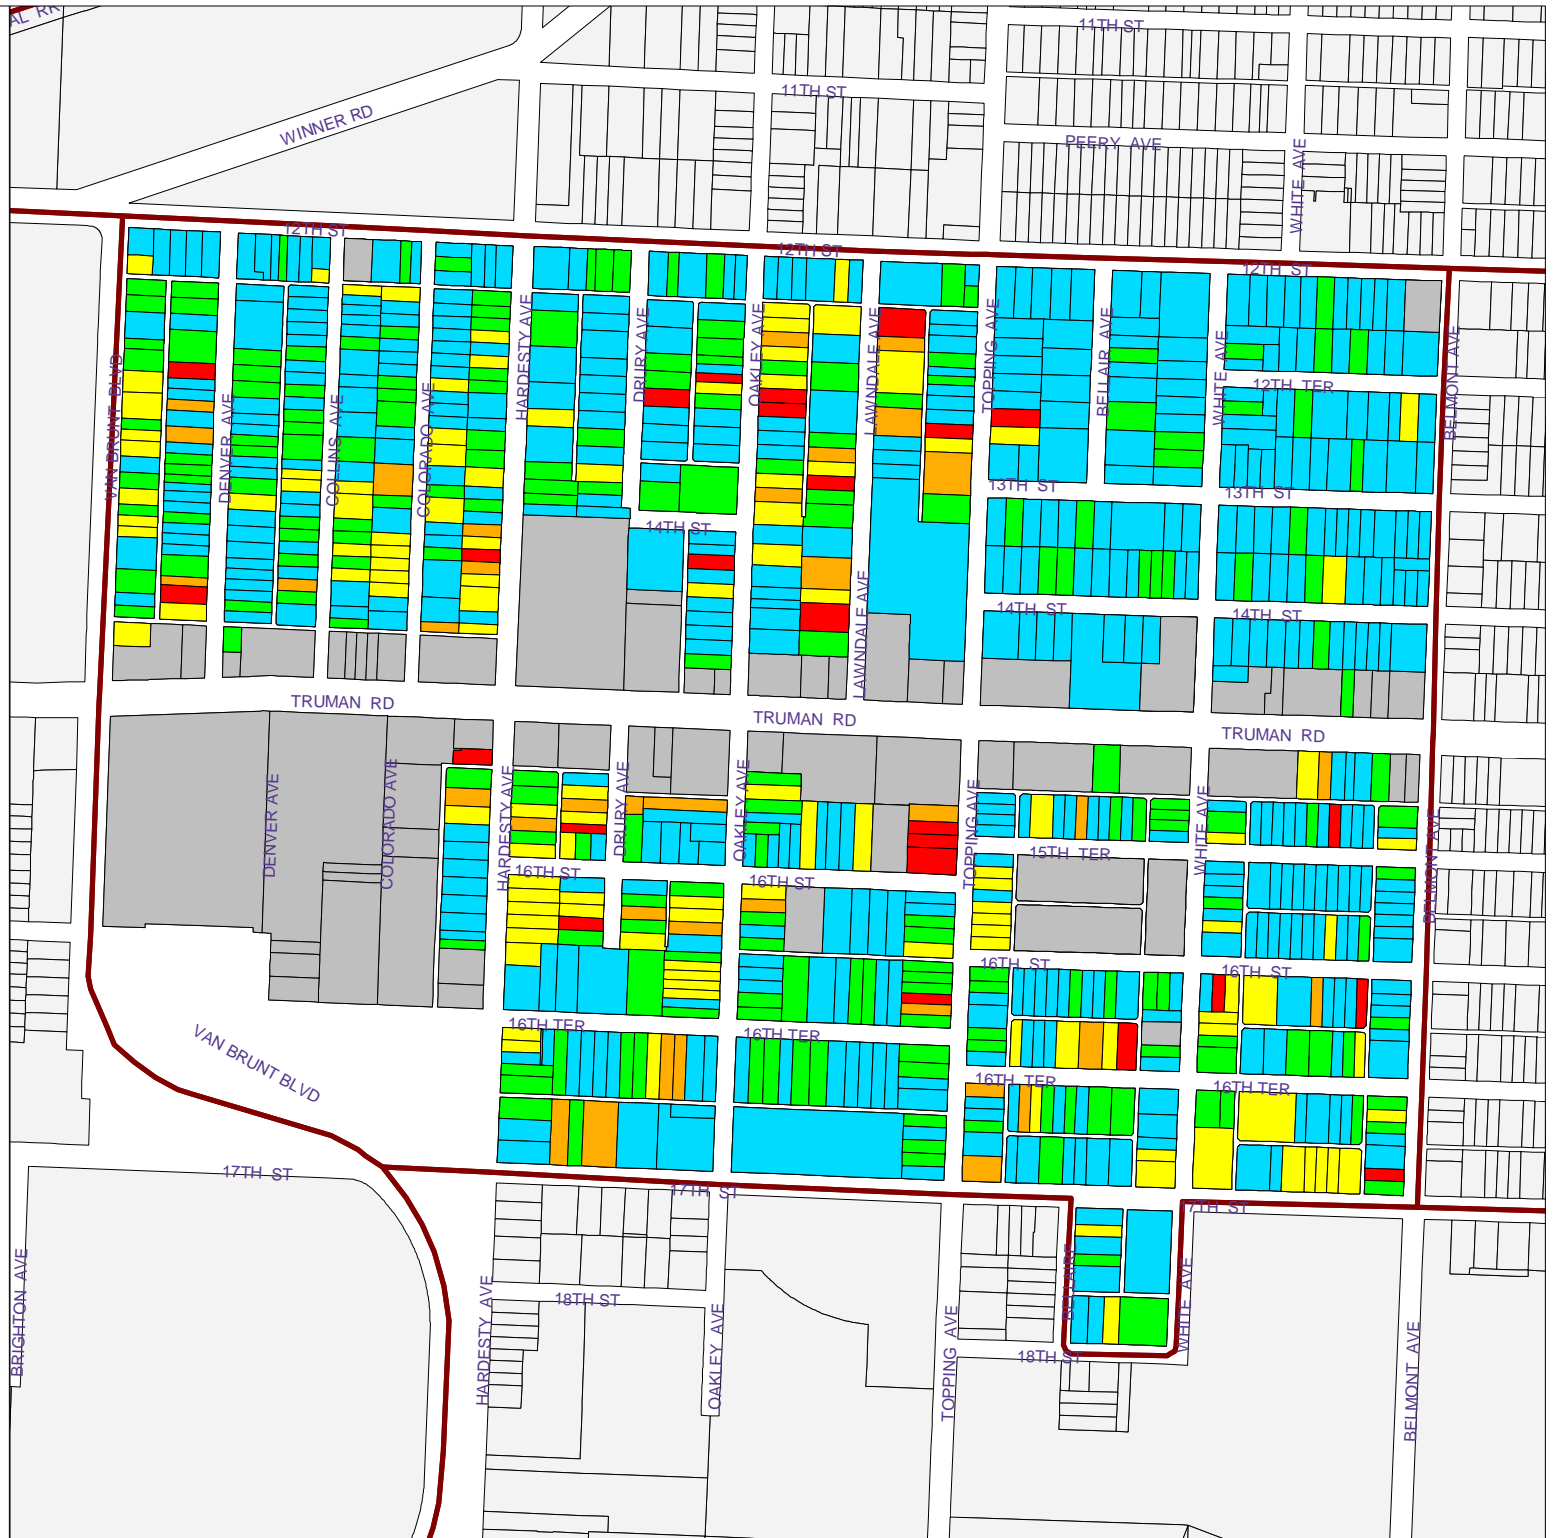 AL RR
11TH ST
11TH ST
WINNER RD
PEERY AVE
WHITE AVE
12TH ST
12TH ST
12TH ST
VAN BRUNT BLVD
DENVER AVE
COLLINS AVE
COLORADO AVE
HARDESTY AVE
DRURY AVE
OAKLEY AVE
LAWNDALE AVE
TOPPING AVE
BELLAIR AVE
WHITE AVE
BELMONT AVE
12TH TER
13TH ST
13TH ST
14TH ST
14TH ST
14TH ST
LAWNDALE AVE
TRUMAN RD
TRUMAN RD
TRUMAN RD
DENVER AVE
COLORADO AVE
HARDESTY AVE
DRURY AVE
OAKLEY AVE
TOPPING AVE
WHITE AVE
BELMONT AVE
15TH TER
16TH ST
16TH ST
16TH ST
16TH ST
16TH TER
16TH TER
16TH TER
16TH TER
VAN BRUNT BLVD
17TH ST
17TH ST
17TH ST
BRIGHTON AVE
HARDESTY AVE
18TH ST
OAKLEY AVE
TOPPING AVE
BELLAIRE
WHITE AVE
18TH ST
BELMONT AVE